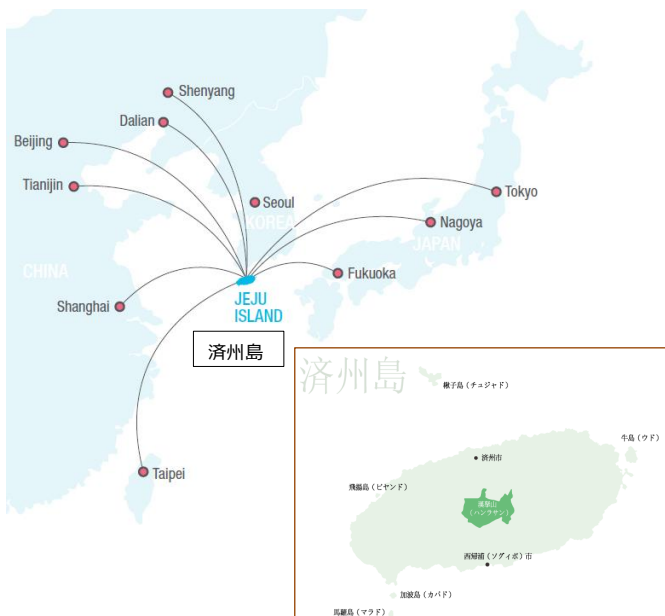 Shenyang
Dalian
Beijing
Tianijin
Seoul
KOREA
Tokyo
Nagoya
JAPAN
CHINA
Fukuoka
Shanghai
JEJU
ISLAND
済州島
Taipei
済州島
楸子島(チュジャド)
牛島(ウド)
済州市
飛揚島(ビヤンド)
漢拏山
(ハンラサン)
西帰浦(ソグィポ)市
加波島(カパド)
馬羅島(マラド)